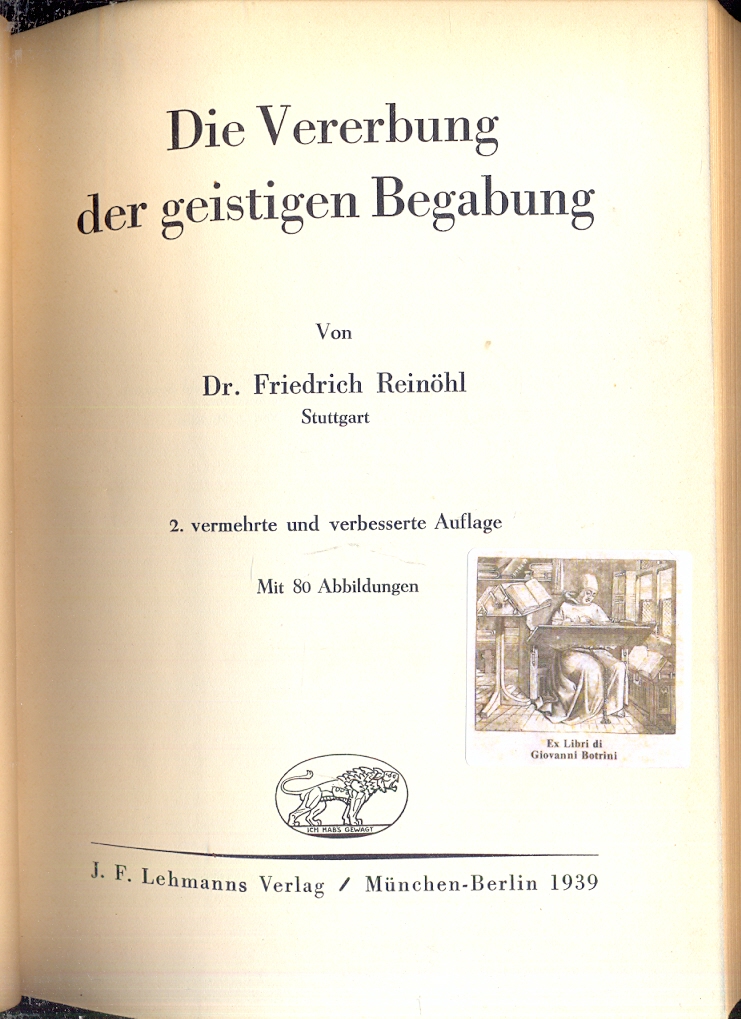 Die Vererbung
der geistigen Begabung
Von
Dr. Friedrich Reinöhl
Stuttgart
2. vermehrte und verbesserte Auflage
Mit 80 Abbildungen
Ex Libri di
Giovanni Botrini
ICH HAB'S GEWAGT
J. F. Lehmanns Verlag / München-Berlin 1939